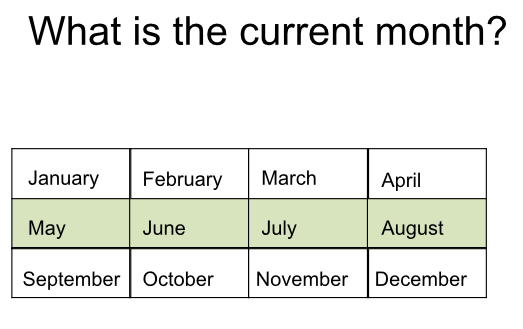 What is the current month?
January February March April
May June July August
September October November December